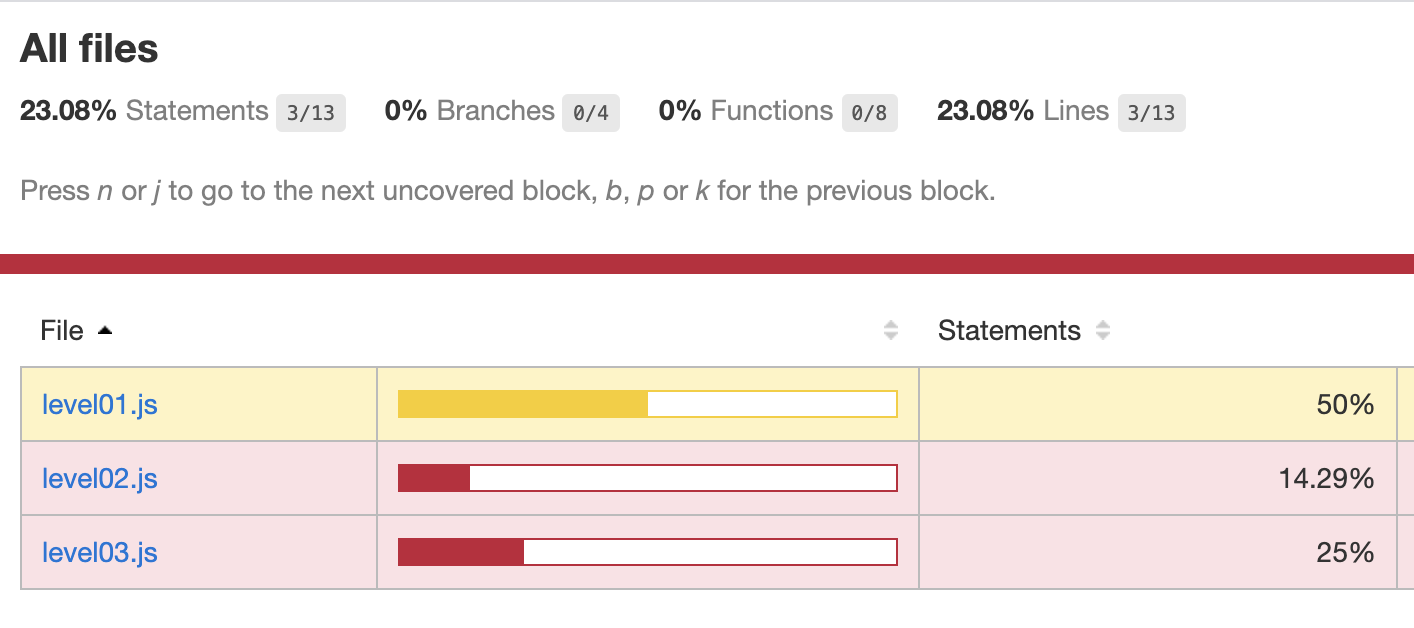 All files
23.08% Statements 3/13 0% Branches 0/4 0% Functions 0/8 23.08% Lines 3/13
Press n or j to go to the next uncovered block, b, p or k for the previous block.
File Statements
level01.js 50%
level02.js 14.29%
level03.js 25%